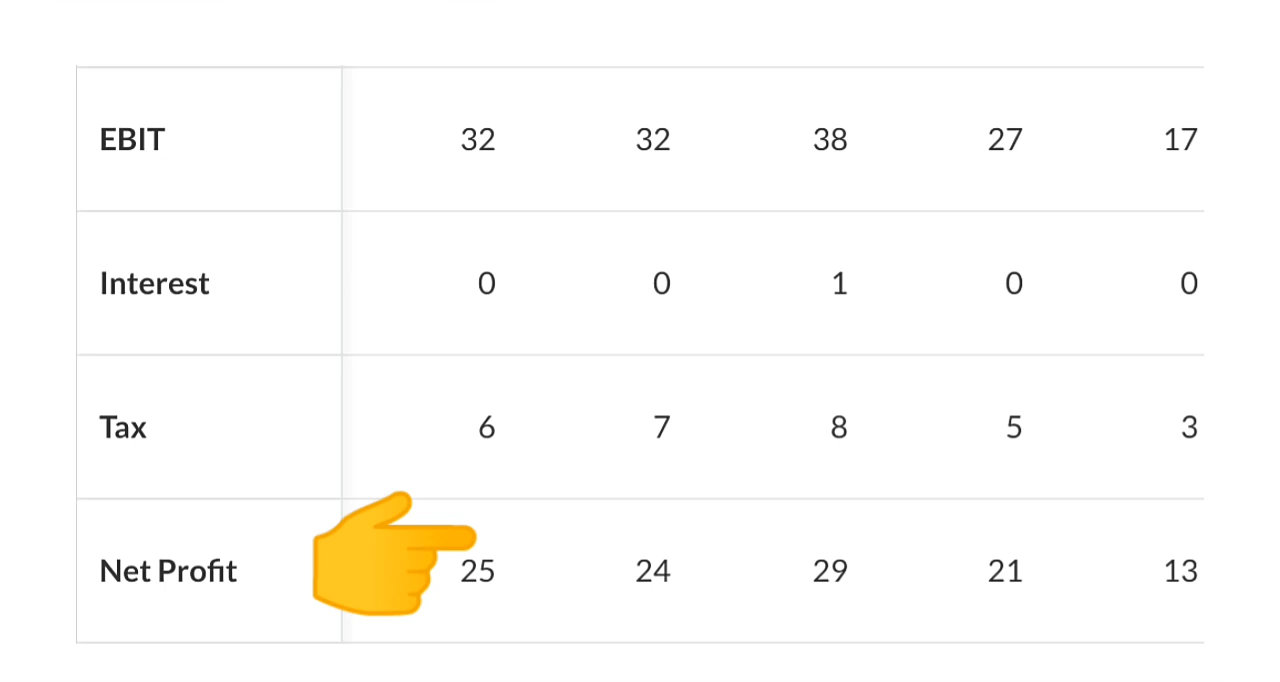 EBIT 32 32 38 27 17
Interest 0 0 1 0 0
Tax 6 7 8 5 3
Net Profit 25 24 29 21 13